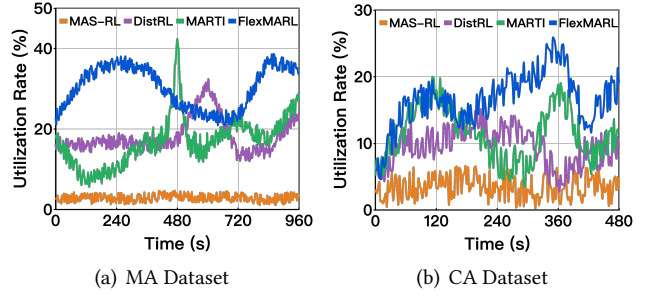 MAS-RL DistRL MARTI FlexMARL
Utilization Rate (%)
50
40
20
0
0 240 480 720 960
Time (s)
(a) MA Dataset
MAS-RL DistRL MARTI FlexMARL
Utilization Rate (%)
30
20
10
0
0 120 240 360 480
Time (s)
(b) CA Dataset